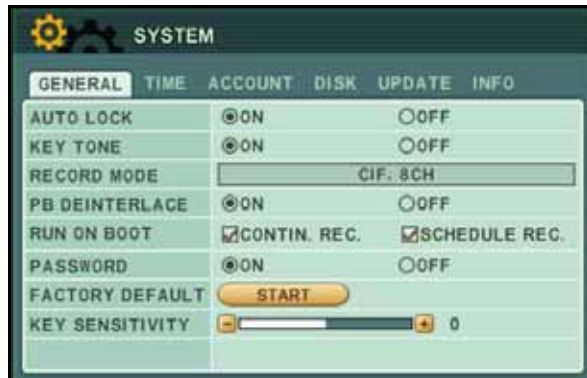 SYSTEM
GENERAL TIME ACCOUNT DISK UPDATE INFO
AUTO LOCK ON OFF
KEY TONE ON OFF
RECORD MODE CIF. 8CH
PB DEINTERLACE ON OFF
RUN ON BOOT CONTIN. REC. SCHEDULE REC.
PASSWORD ON OFF
FACTORY DEFAULT START
KEY SENSITIVITY - + 0